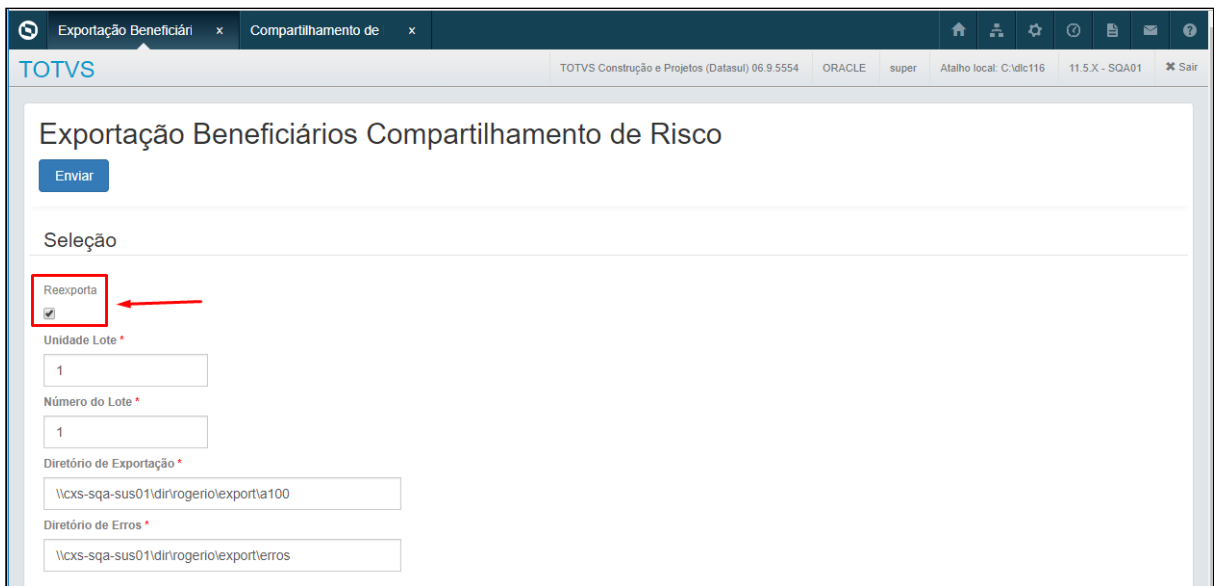 Exportação Beneficiári x Compartilhamento de x
TOTVS TOTVS Construção e Projetos (Datasul) 06.9.5554 ORACLE super Atalho local: C:\dlc116 11.5.X - SQA01 ✖ Sair
Exportação Beneficiários Compartilhamento de Risco
Enviar
Seleção
Reexporta
Unidade Lote *
1
Número do Lote *
1
Diretório de Exportação *
\\cxs-sqa-sus01\dir\rogerio\export\a100
Diretório de Erros *
\\cxs-sqa-sus01\dir\rogerio\export\erros